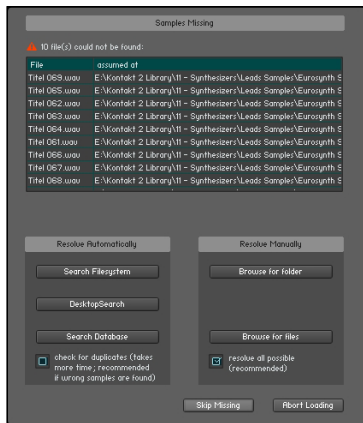 Samples Missing
10 file(s) could not be found:
File assumed at
Titel 069.wav E:\Kontakt 2 Library\11 - Synthesizers\Leads Samples\Eurosynth S
Titel 065.wav E:\Kontakt 2 Library\11 - Synthesizers\Leads Samples\Eurosynth S
Titel 062.wav E:\Kontakt 2 Library\11 - Synthesizers\Leads Samples\Eurosynth S
Titel 063.wav E:\Kontakt 2 Library\11 - Synthesizers\Leads Samples\Eurosynth S
Titel 064.wav E:\Kontakt 2 Library\11 - Synthesizers\Leads Samples\Eurosynth S
Titel 061.wav E:\Kontakt 2 Library\11 - Synthesizers\Leads Samples\Eurosynth S
Titel 066.wav E:\Kontakt 2 Library\11 - Synthesizers\Leads Samples\Eurosynth S
Titel 067.wav E:\Kontakt 2 Library\11 - Synthesizers\Leads Samples\Eurosynth S
Titel 068.wav E:\Kontakt 2 Library\11 - Synthesizers\Leads Samples\Eurosynth S
Resolve Automatically
Search Filesystem
DesktopSearch
Search Database
check for duplicates (takes
more time; recommended
if wrong samples are found)
Resolve Manually
Browse for folder
Browse for files
resolve all possible
(recommended)
Skip Missing
Abort Loading